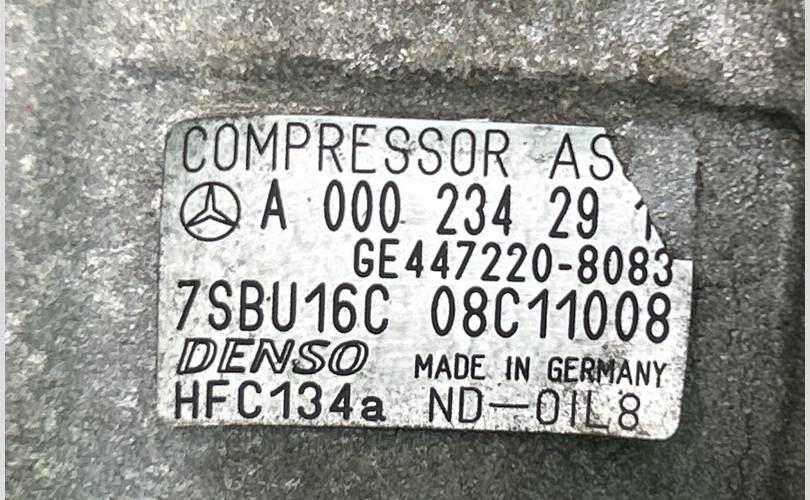 COMPRESSOR AS
A 000 234 29
GE447220-8083
7SBU16C 08C11008
DENSO MADE IN GERMANY
HFC134a ND-OIL8